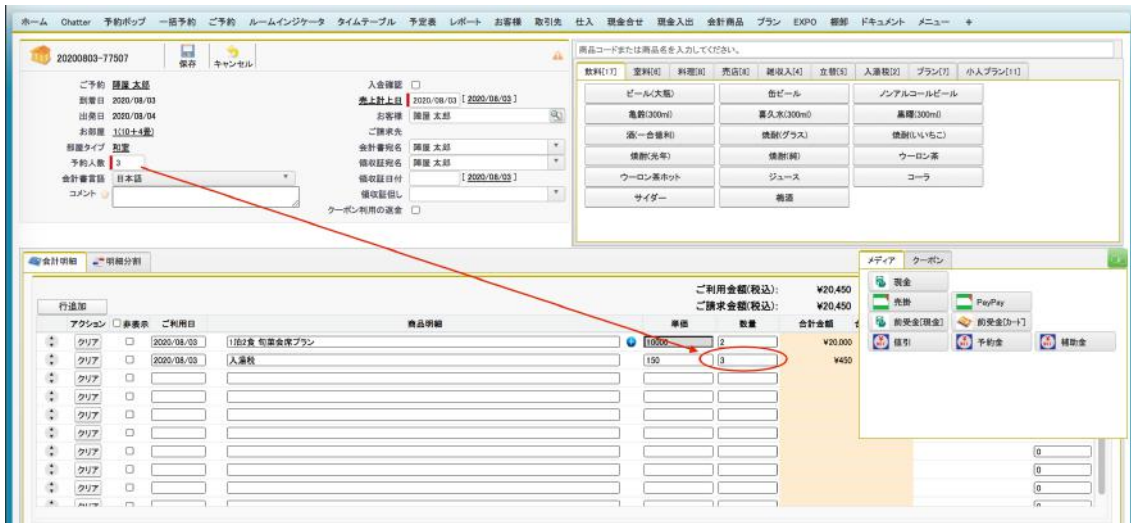 ホーム Chatter 予約ポップ 一括予約 ご予約 ルームインジケータ タイムテーブル 予定表 レポート お客様 取引先 仕入 現金合せ 現金入出 会計商品 プラン EXPO 棚卸 ドキュメント メニュー +
20200803-77507 保存 キャンセル
商品コードまたは商品名を入力してください。
飲料[17] 室料[6] 料理[8] 売店[8] 雑収入[4] 立替[5] 入湯税[2] プラン[7] 小人プラン[11]
ご予約 陣屋 太郎 入会確認
到着日 2020/08/03 売上計上日 2020/08/03 [ 2020/08/03 ]
出発日 2020/08/04 お客様 陣屋 太郎
お部屋 1(10+4畳) ご請求先
部屋タイプ 和室 会計書宛名 陣屋 太郎
予約人数 3 領収証宛名 陣屋 太郎
会計書言語 日本語 領収証日付 [ 2020/08/03 ]
コメント 領収証但し
クーポン利用の返金
ビール(大瓶) 缶ビール ノンアルコールビール
亀齢(300ml) 喜久水(300ml) 黒曜(300ml)
酒(一合徳利) 焼酎(グラス) 焼酎(いいちこ)
焼酎(光年) 焼酎(純) ウーロン茶
ウーロン茶ホット ジュース コーラ
サイダー 梅酒
会計明細 明細分割
メディア クーポン
現金
売掛 PayPay
前受金[現金] 前受金[カード]
値引 予約金 補助金
ご利用金額(税込): ¥20,450
ご請求金額(税込): ¥20,450
行追加
アクション 非表示 ご利用日 商品明細 単価 数量 合計金額
クリア 2020/08/03 1泊2食 旬菜会席プラン 10000 2 ¥20,000
クリア 2020/08/03 入湯税 150 3 ¥450
クリア
クリア
クリア
クリア
クリア 0
クリア 0
クリア 0
クリア 0